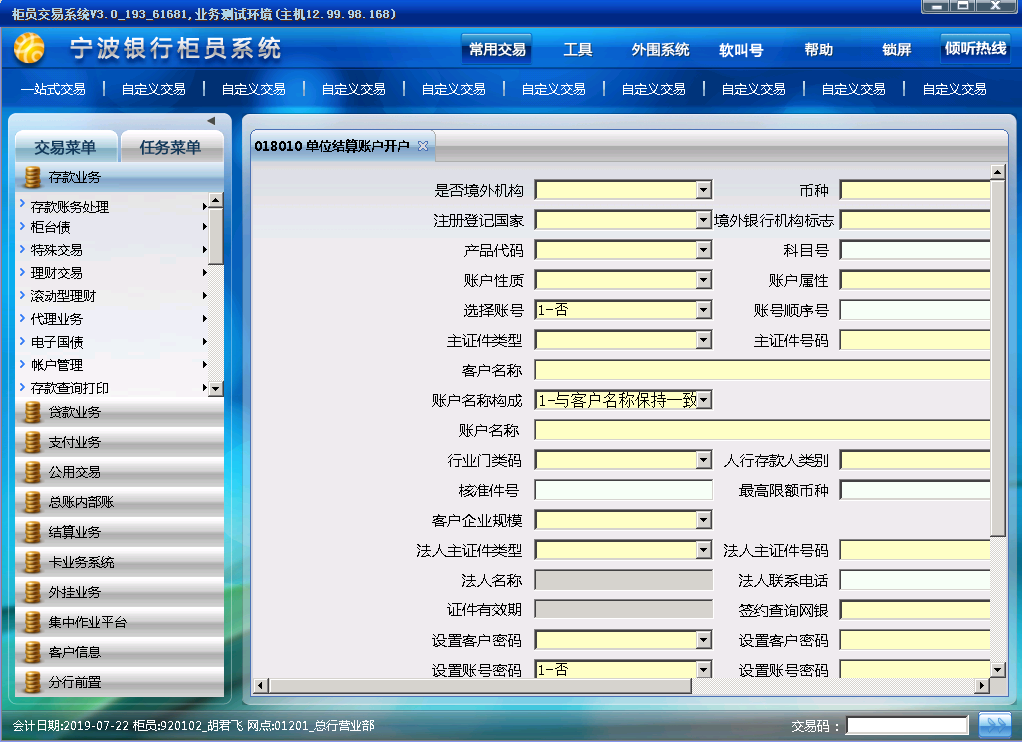 柜员交易系统V3.0_193_61681,业务测试环境(主机12.99.98.168)
宁波银行柜员系统 常用交易 工具 外围系统 软叫号 帮助 锁屏 倾听热线
一站式交易 自定义交易 自定义交易 自定义交易 自定义交易 自定义交易 自定义交易 自定义交易 自定义交易 自定义交易
交易菜单 任务菜单
存款业务
存款账务处理
柜台债
特殊交易
理财交易
滚动型理财
代理业务
电子国债
帐户管理
存款查询打印
贷款业务
支付业务
公用交易
总账内部账
结算业务
卡业务系统
外挂业务
集中作业平台
客户信息
分行前置
018010 单位结算账户开户
是否境外机构 币种
注册登记国家 境外银行机构标志
产品代码 科目号
账户性质 账户属性
选择账号 1-否 账号顺序号
主证件类型 主证件号码
客户名称
账户名称构成 1-与客户名称保持一致
账户名称
行业门类码 人行存款人类别
核准件号 最高限额币种
客户企业规模
法人主证件类型 法人主证件号码
法人名称 法人联系电话
证件有效期 签约查询网银
设置客户密码 设置客户密码
设置账号密码 1-否 设置账号密码
会计日期:2019-07-22 柜员:920102_胡君飞 网点:01201_总行营业部 交易码：